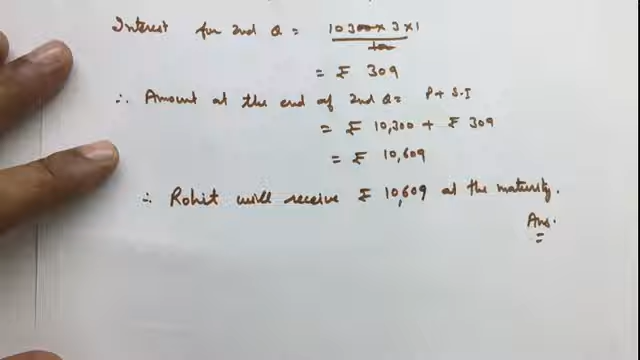 Interest for 2nd Q = 10300 × 3 × 1
100
= ₹ 309
∴ Amount at the end of 2nd Q = P + S.I
= ₹ 10,300 + ₹ 309
= ₹ 10,609
∴ Rohit will receive ₹ 10,609 at the maturity.
Ans.